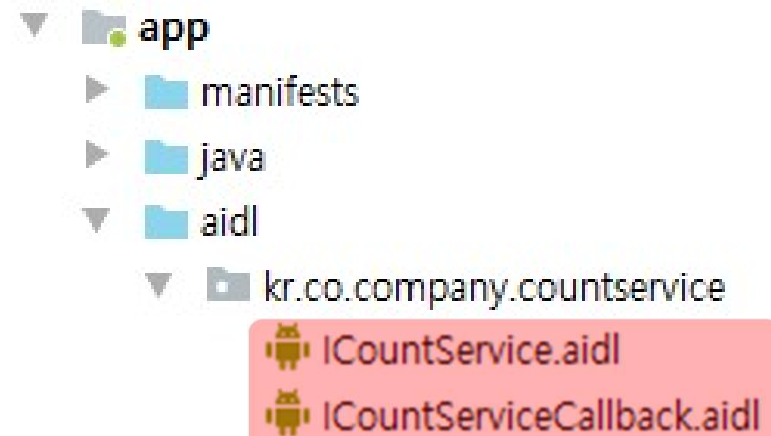 app
manifests
java
aidl
kr.co.company.countservice
ICountService.aidl
ICountServiceCallback.aidl